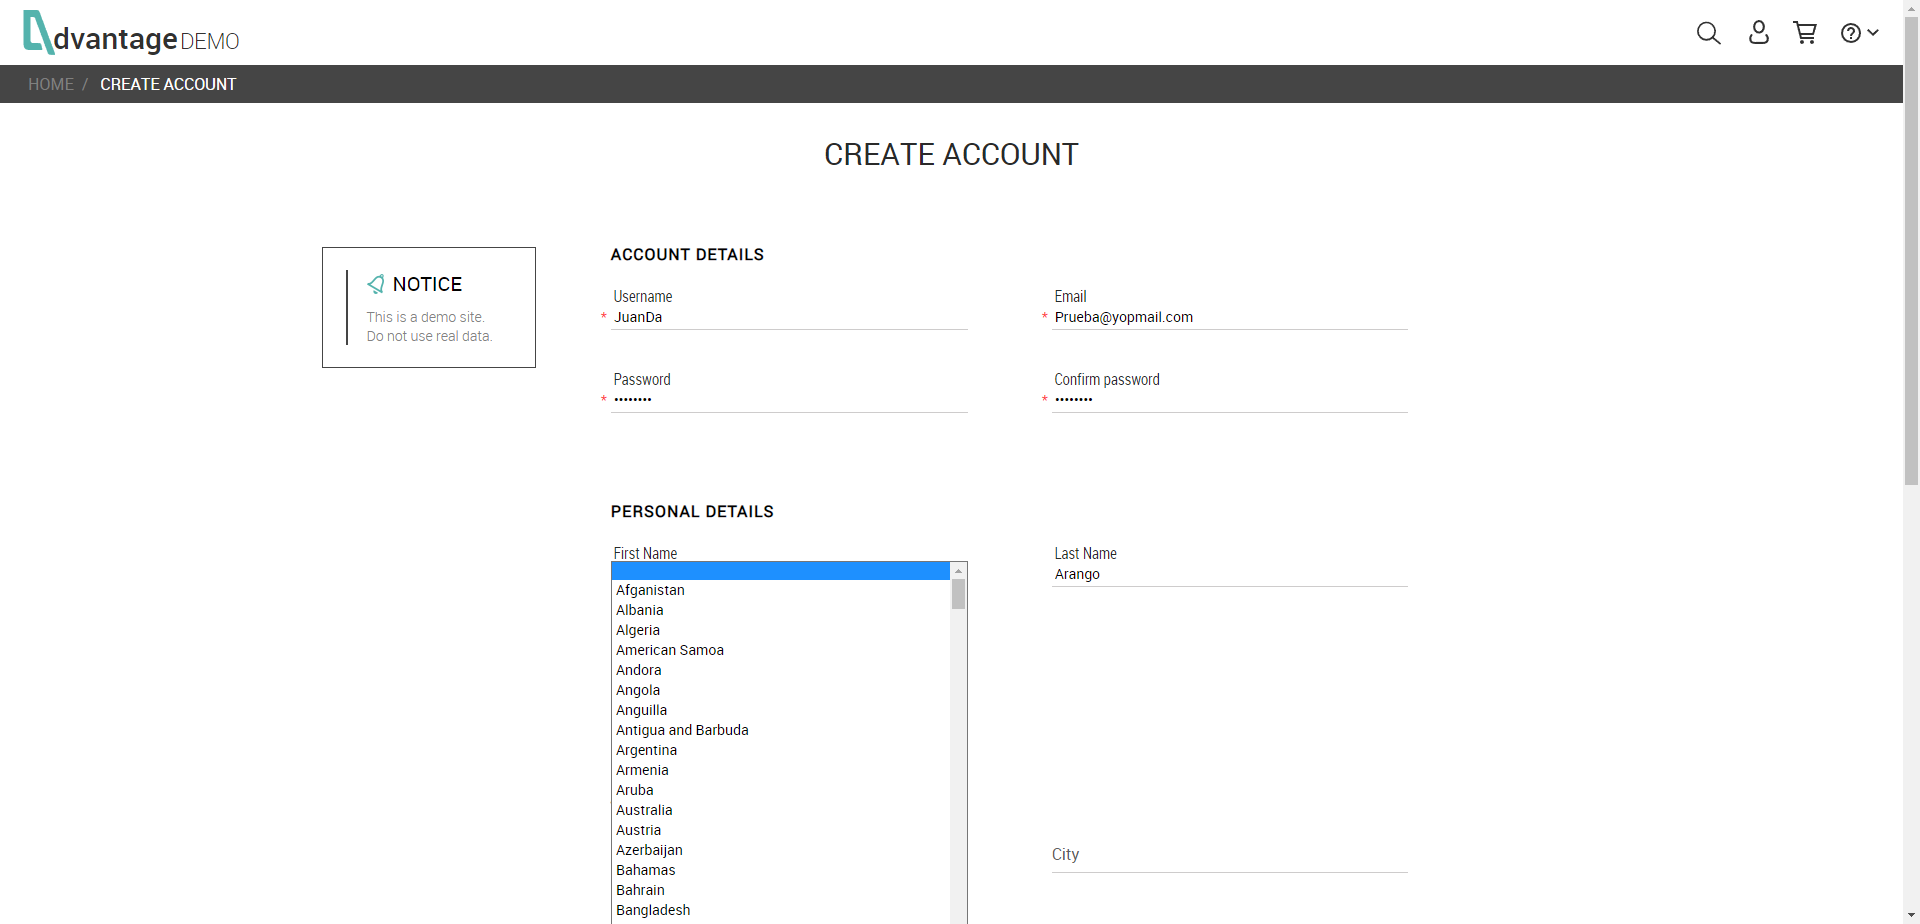 dvantage DEMO
HOME / CREATE ACCOUNT
CREATE ACCOUNT
NOTICE
This is a demo site.
Do not use real data.
ACCOUNT DETAILS
Username
* JuanDa
Email
* Prueba@yopmail.com
Password
* ••••••••
Confirm password
* ••••••••
PERSONAL DETAILS
First Name
Last Name
Arango
Afganistan
Albania
Algeria
American Samoa
Andora
Angola
Anguilla
Antigua and Barbuda
Argentina
Armenia
Aruba
Australia
Austria
Azerbaijan
Bahamas
Bahrain
Bangladesh
City